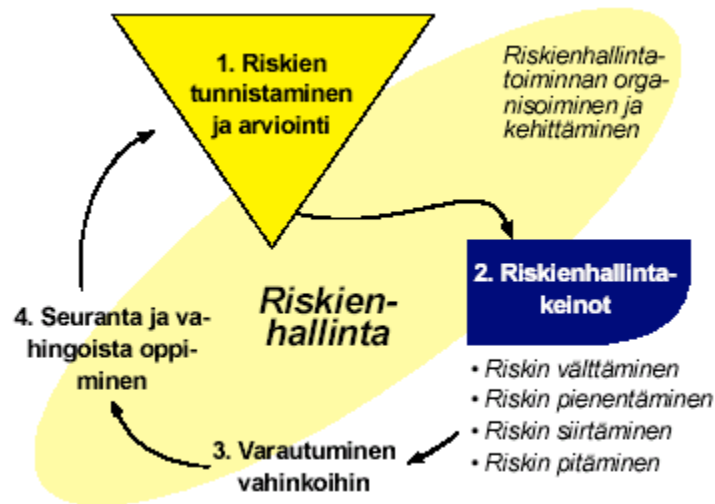 1. Riskien
tunnistaminen
ja arviointi
Riskienhallinta-
toiminnan orga-
nisoiminen ja
kehittäminen
2. Riskienhallinta-
keinot
• Riskin välttäminen
• Riskin pienentäminen
• Riskin siirtäminen
• Riskin pitäminen
3. Varautuminen
vahinkoihin
4. Seuranta ja va-
hingoista oppi-
minen
Riskien-
hallinta